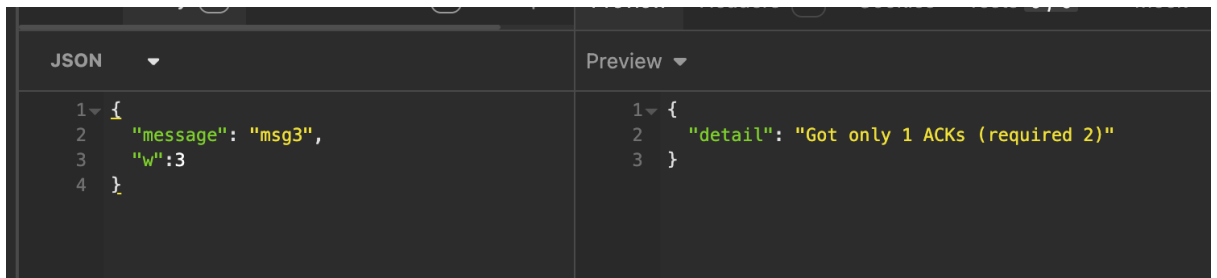 JSON
1 {
2 "message": "msg3",
3 "w":3
4 }
Preview
1 {
2 "detail": "Got only 1 ACKs (required 2)"
3 }